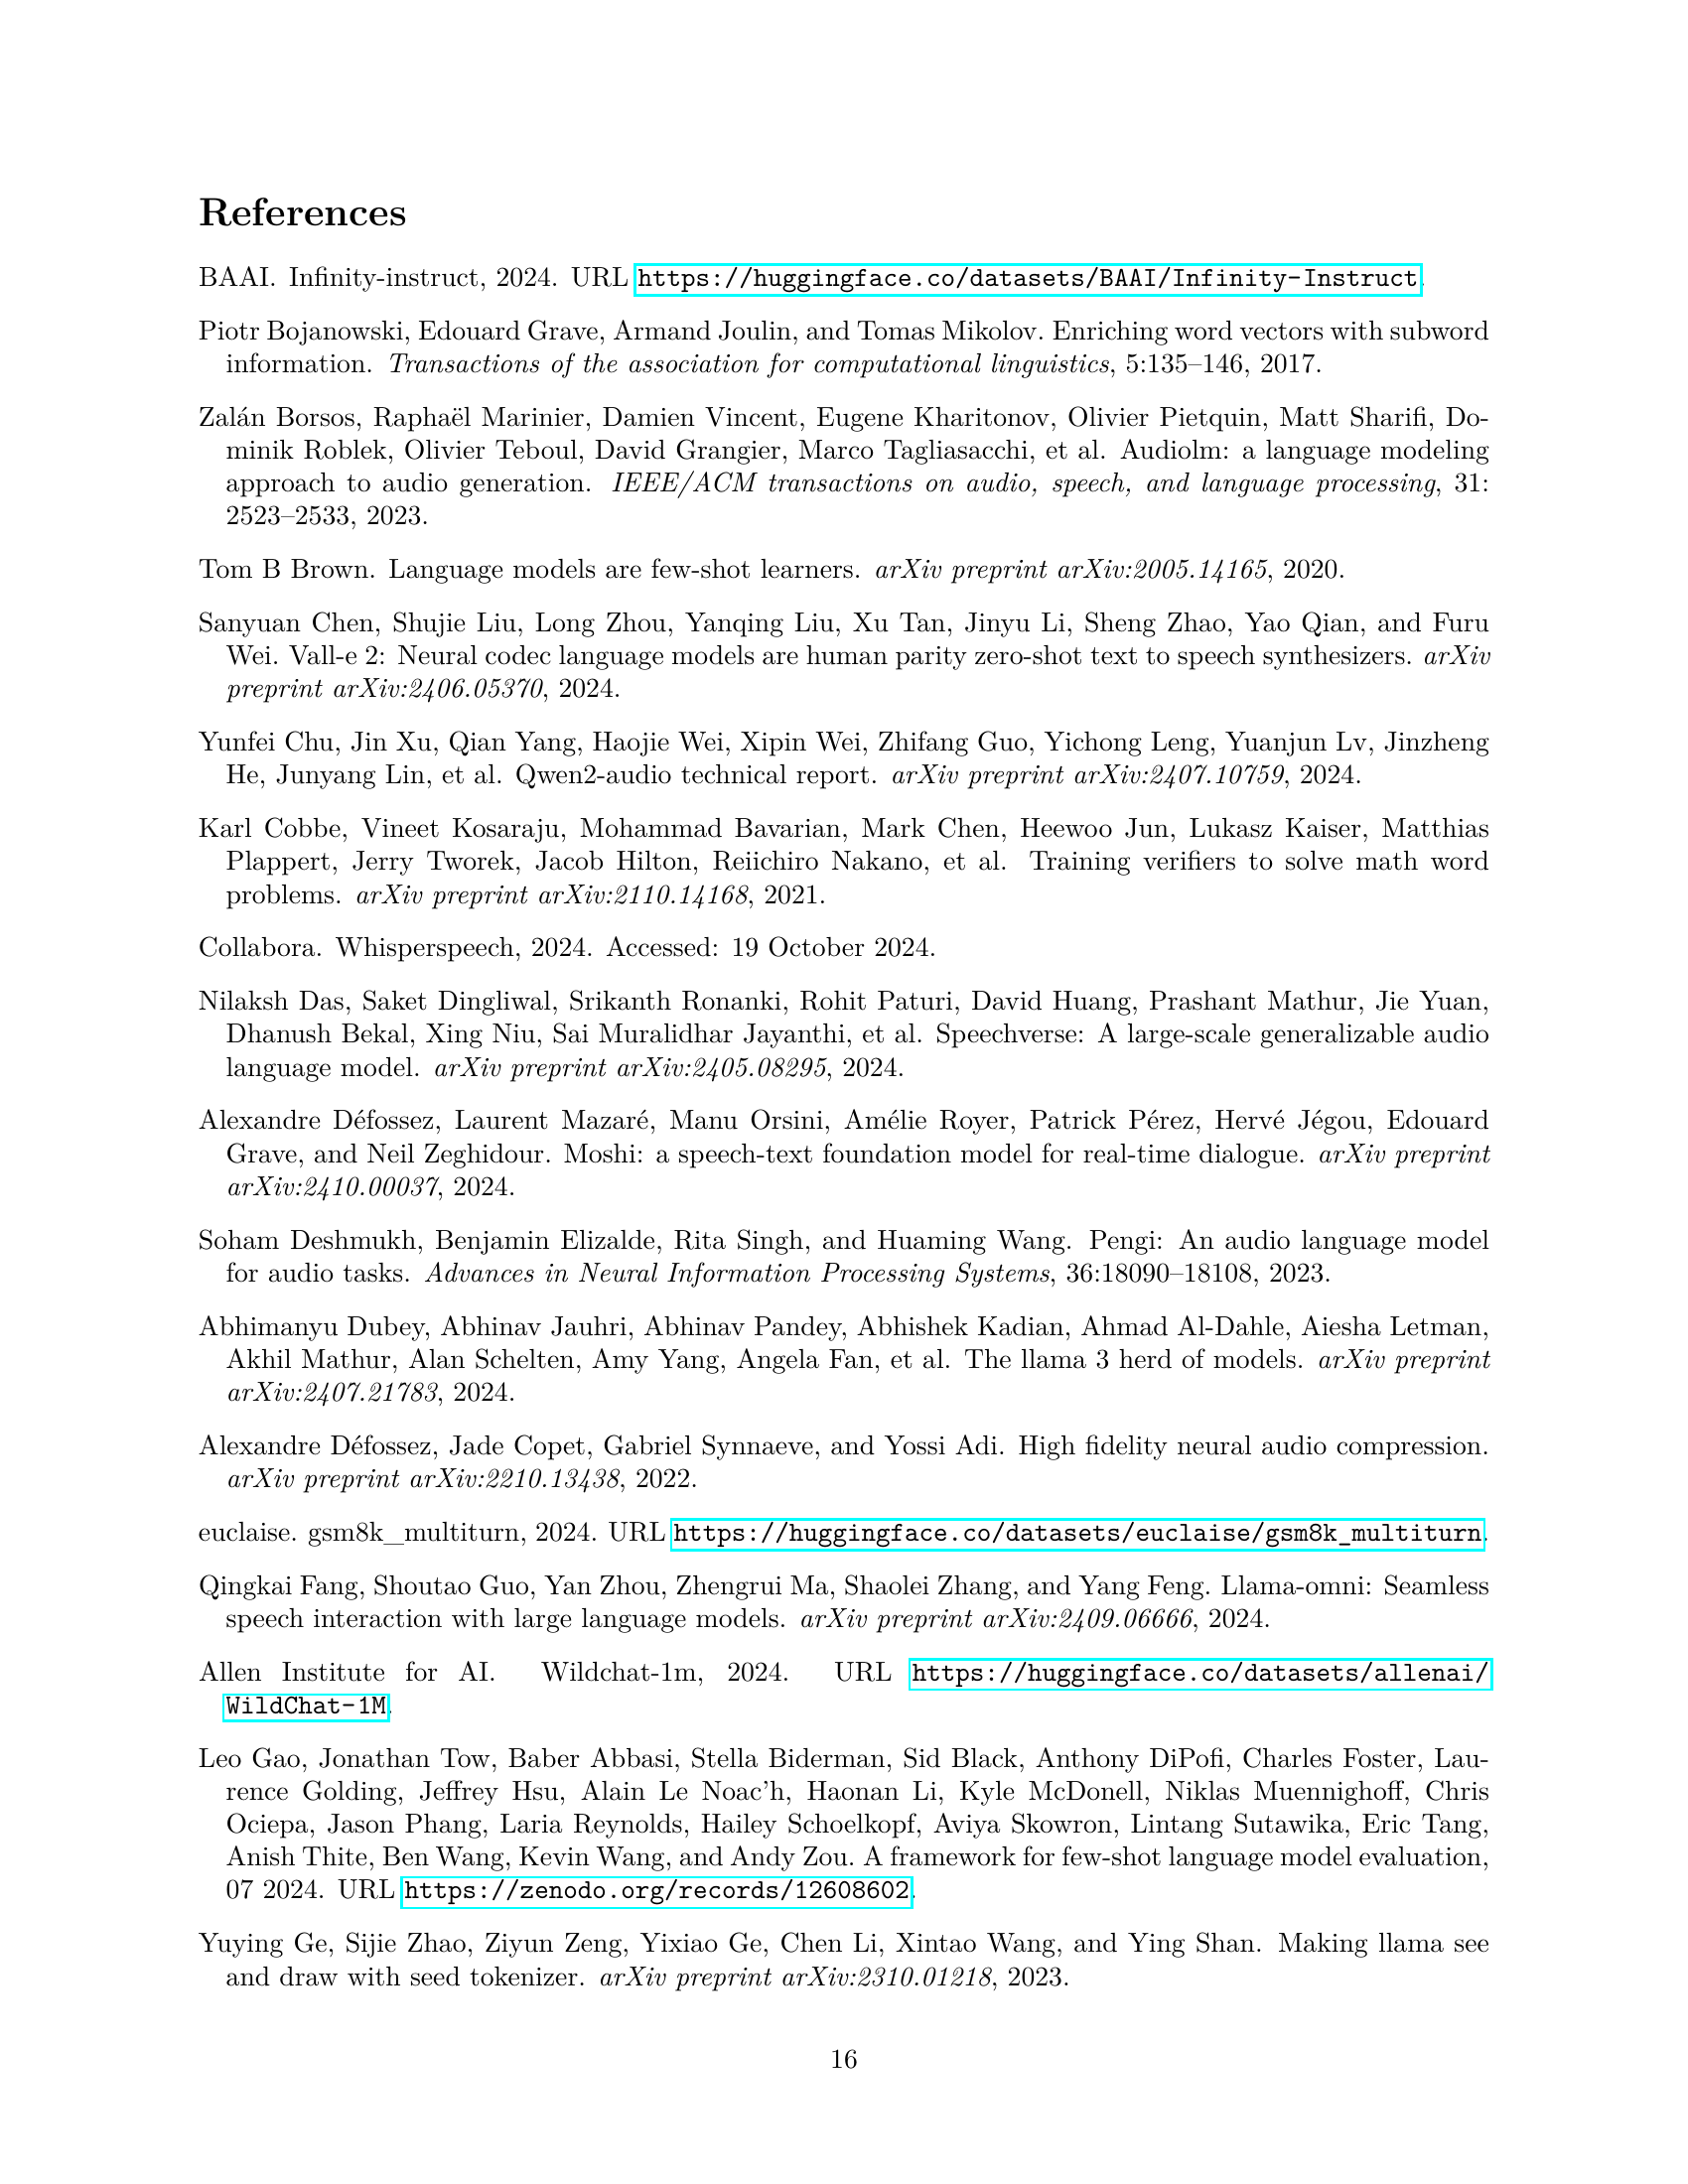 References
BAAI. Infinity-instruct, 2024. URL https://huggingface.co/datasets/BAAI/Infinity-Instruct.
Piotr Bojanowski, Edouard Grave, Armand Joulin, and Tomas Mikolov. Enriching word vectors with subword
information. Transactions of the association for computational linguistics, 5:135–146, 2017.
Zalán Borsos, Raphaël Marinier, Damien Vincent, Eugene Kharitonov, Olivier Pietquin, Matt Sharifi, Do-
minik Roblek, Olivier Teboul, David Grangier, Marco Tagliasacchi, et al. Audiolm: a language modeling
approach to audio generation. IEEE/ACM transactions on audio, speech, and language processing, 31:
2523–2533, 2023.
Tom B Brown. Language models are few-shot learners. arXiv preprint arXiv:2005.14165, 2020.
Sanyuan Chen, Shujie Liu, Long Zhou, Yanqing Liu, Xu Tan, Jinyu Li, Sheng Zhao, Yao Qian, and Furu
Wei. Vall-e 2: Neural codec language models are human parity zero-shot text to speech synthesizers. arXiv
preprint arXiv:2406.05370, 2024.
Yunfei Chu, Jin Xu, Qian Yang, Haojie Wei, Xipin Wei, Zhifang Guo, Yichong Leng, Yuanjun Lv, Jinzheng
He, Junyang Lin, et al. Qwen2-audio technical report. arXiv preprint arXiv:2407.10759, 2024.
Karl Cobbe, Vineet Kosaraju, Mohammad Bavarian, Mark Chen, Heewoo Jun, Lukasz Kaiser, Matthias
Plappert, Jerry Tworek, Jacob Hilton, Reiichiro Nakano, et al. Training verifiers to solve math word
problems. arXiv preprint arXiv:2110.14168, 2021.
Collabora. Whisperspeech, 2024. Accessed: 19 October 2024.
Nilaksh Das, Saket Dingliwal, Srikanth Ronanki, Rohit Paturi, David Huang, Prashant Mathur, Jie Yuan,
Dhanush Bekal, Xing Niu, Sai Muralidhar Jayanthi, et al. Speechverse: A large-scale generalizable audio
language model. arXiv preprint arXiv:2405.08295, 2024.
Alexandre Défossez, Laurent Mazaré, Manu Orsini, Amélie Royer, Patrick Pérez, Hervé Jégou, Edouard
Grave, and Neil Zeghidour. Moshi: a speech-text foundation model for real-time dialogue. arXiv preprint
arXiv:2410.00037, 2024.
Soham Deshmukh, Benjamin Elizalde, Rita Singh, and Huaming Wang. Pengi: An audio language model
for audio tasks. Advances in Neural Information Processing Systems, 36:18090–18108, 2023.
Abhimanyu Dubey, Abhinav Jauhri, Abhinav Pandey, Abhishek Kadian, Ahmad Al-Dahle, Aiesha Letman,
Akhil Mathur, Alan Schelten, Amy Yang, Angela Fan, et al. The llama 3 herd of models. arXiv preprint
arXiv:2407.21783, 2024.
Alexandre Défossez, Jade Copet, Gabriel Synnaeve, and Yossi Adi. High fidelity neural audio compression.
arXiv preprint arXiv:2210.13438, 2022.
euclaise. gsm8k_multiturn, 2024. URL https://huggingface.co/datasets/euclaise/gsm8k_multiturn.
Qingkai Fang, Shoutao Guo, Yan Zhou, Zhengrui Ma, Shaolei Zhang, and Yang Feng. Llama-omni: Seamless
speech interaction with large language models. arXiv preprint arXiv:2409.06666, 2024.
Allen Institute for AI. Wildchat-1m, 2024. URL https://huggingface.co/datasets/allenai/
WildChat-1M.
Leo Gao, Jonathan Tow, Baber Abbasi, Stella Biderman, Sid Black, Anthony DiPofi, Charles Foster, Lau-
rence Golding, Jeffrey Hsu, Alain Le Noac'h, Haonan Li, Kyle McDonell, Niklas Muennighoff, Chris
Ociepa, Jason Phang, Laria Reynolds, Hailey Schoelkopf, Aviya Skowron, Lintang Sutawika, Eric Tang,
Anish Thite, Ben Wang, Kevin Wang, and Andy Zou. A framework for few-shot language model evaluation,
07 2024. URL https://zenodo.org/records/12608602.
Yuying Ge, Sijie Zhao, Ziyun Zeng, Yixiao Ge, Chen Li, Xintao Wang, and Ying Shan. Making llama see
and draw with seed tokenizer. arXiv preprint arXiv:2310.01218, 2023.
16